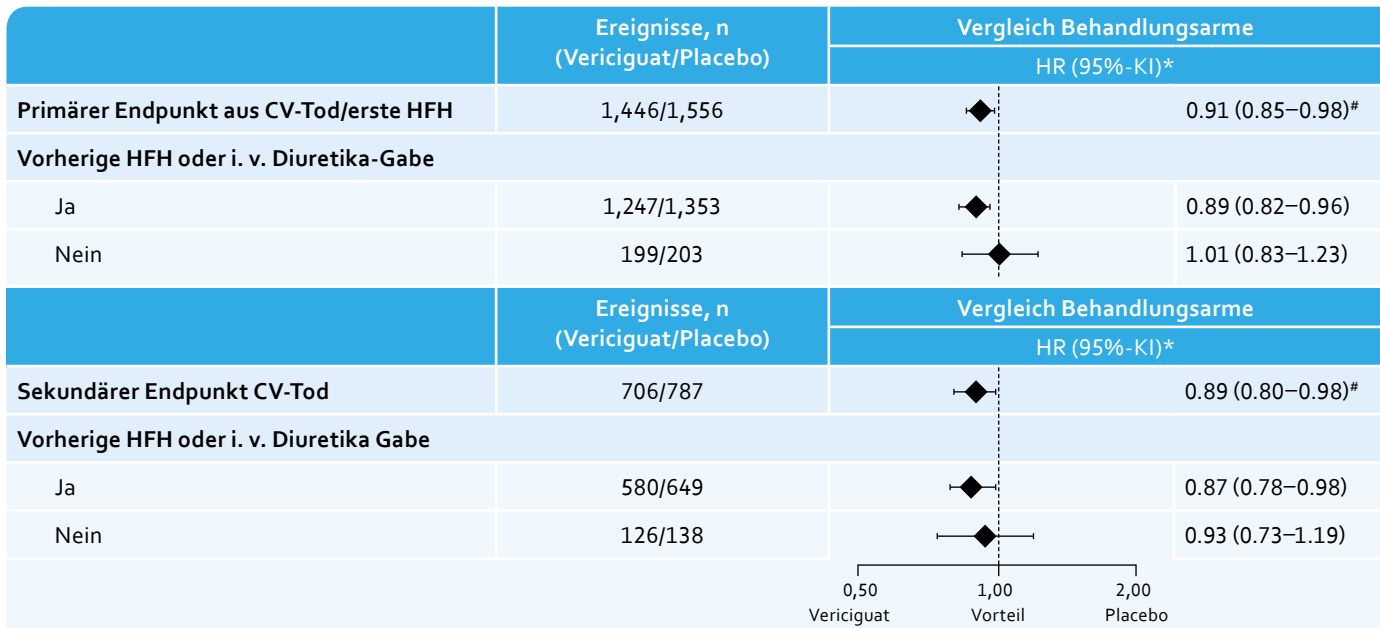 Ereignisse, n
(Vericiguat/Placebo)
Vergleich Behandlungsarme
HR (95%-KI)*
Primärer Endpunkt aus CV-Tod/erste HFH 1,446/1,556 0.91 (0.85–0.98)#
Vorherige HFH oder i. v. Diuretika-Gabe
Ja 1,247/1,353 0.89 (0.82–0.96)
Nein 199/203 1.01 (0.83–1.23)
Ereignisse, n
(Vericiguat/Placebo)
Vergleich Behandlungsarme
HR (95%-KI)*
Sekundärer Endpunkt CV-Tod 706/787 0.89 (0.80–0.98)#
Vorherige HFH oder i. v. Diuretika Gabe
Ja 580/649 0.87 (0.78–0.98)
Nein 126/138 0.93 (0.73–1.19)
0,50 1,00 2,00
Vericiguat Vorteil Placebo